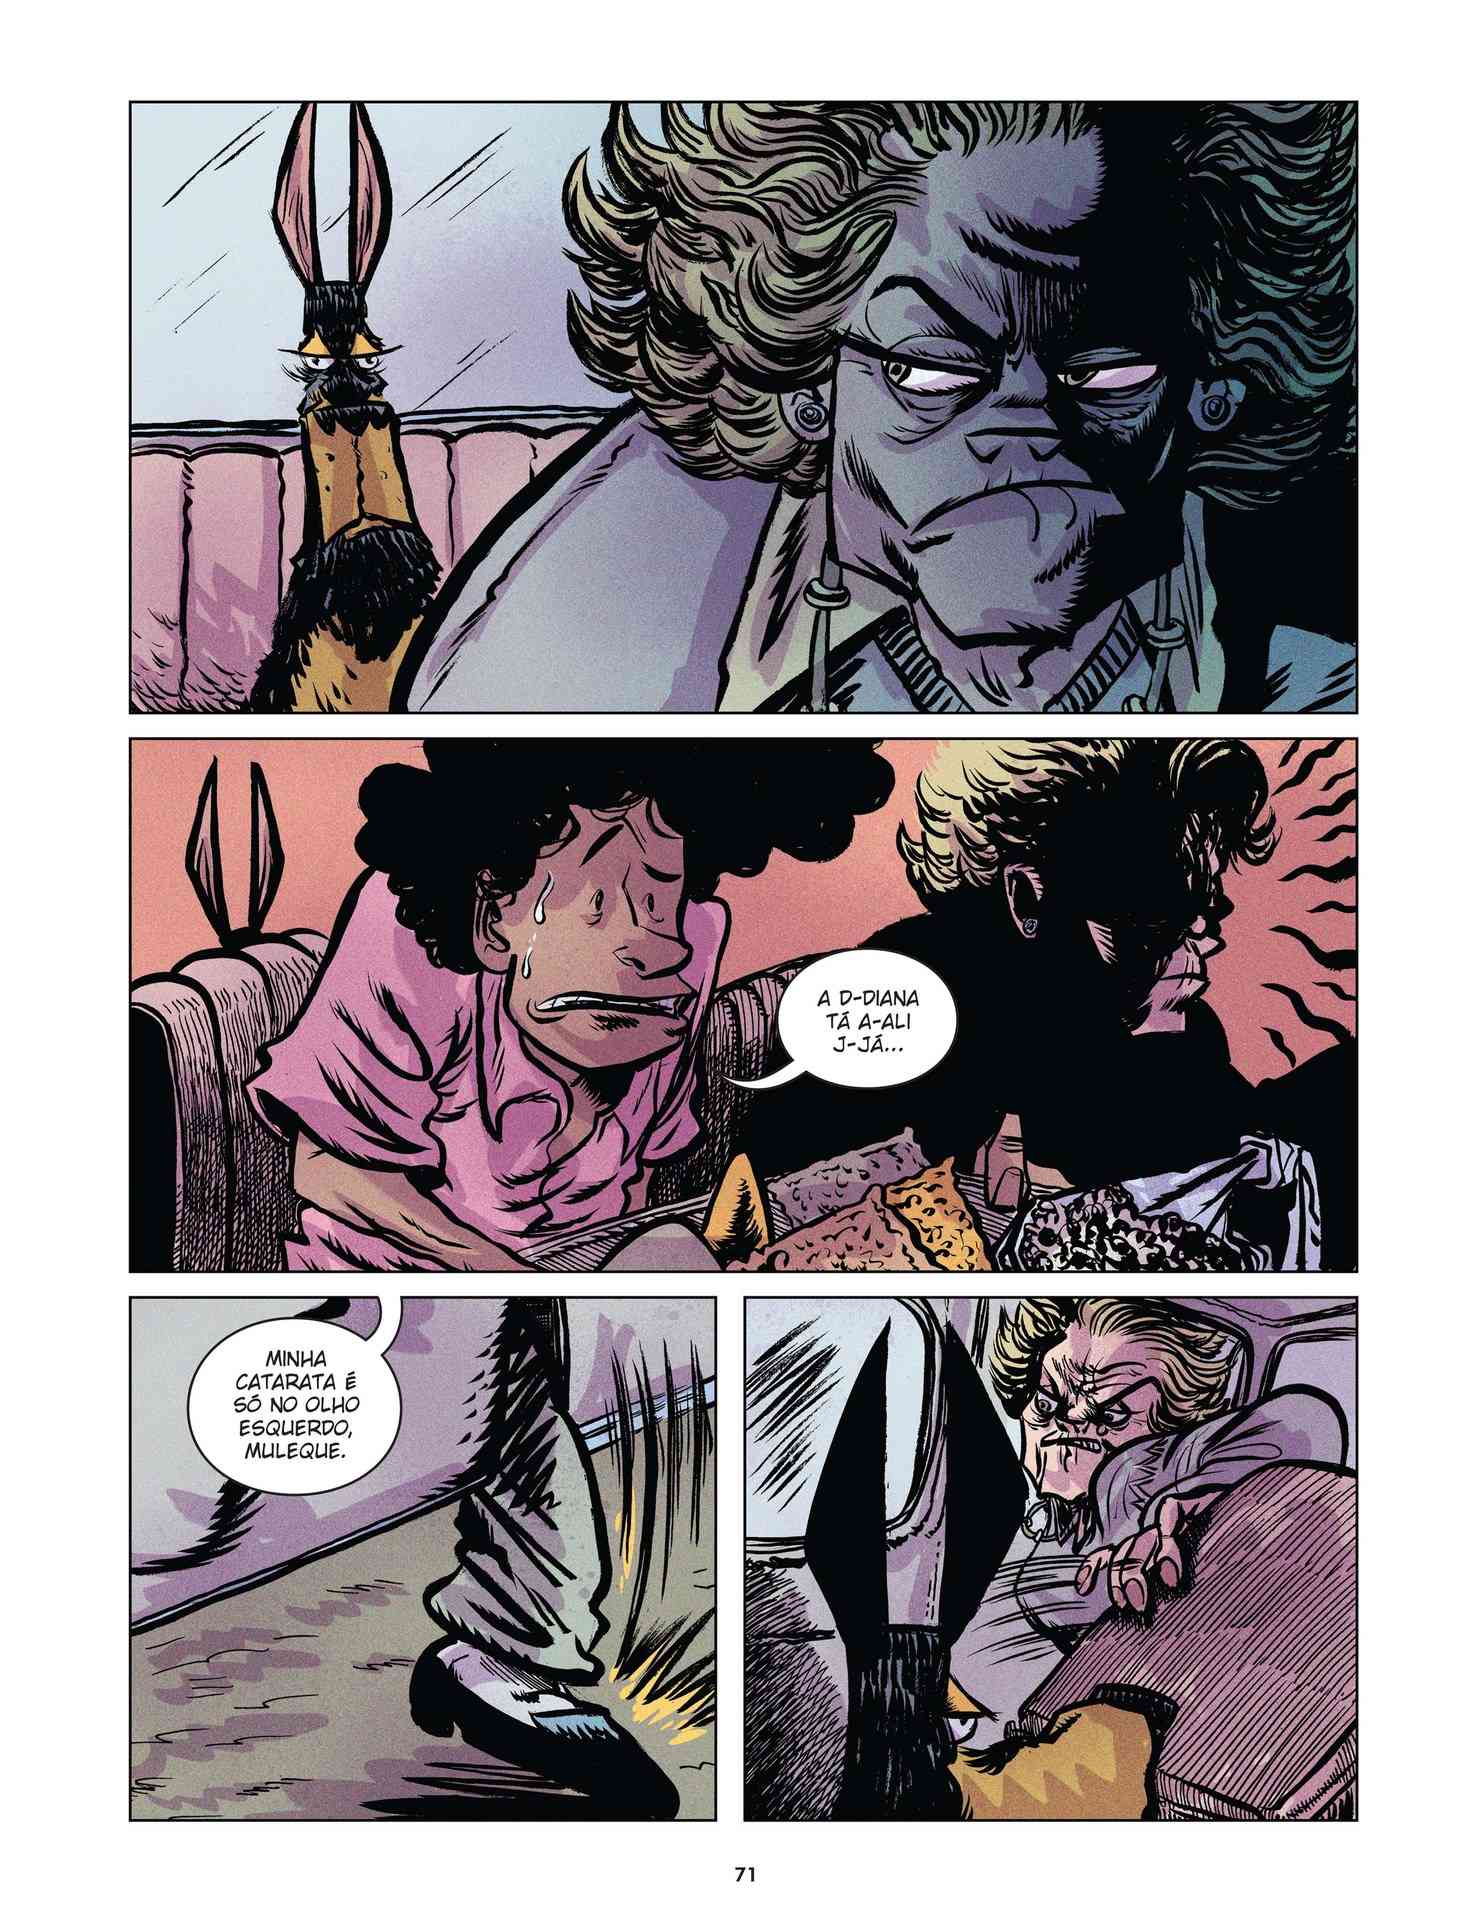 A D-DIANA
TÁ A-ALI
J-JÁ...
MINHA
CATARATA É
SÓ NO OLHO
ESQUERDO,
MULEQUE.
71